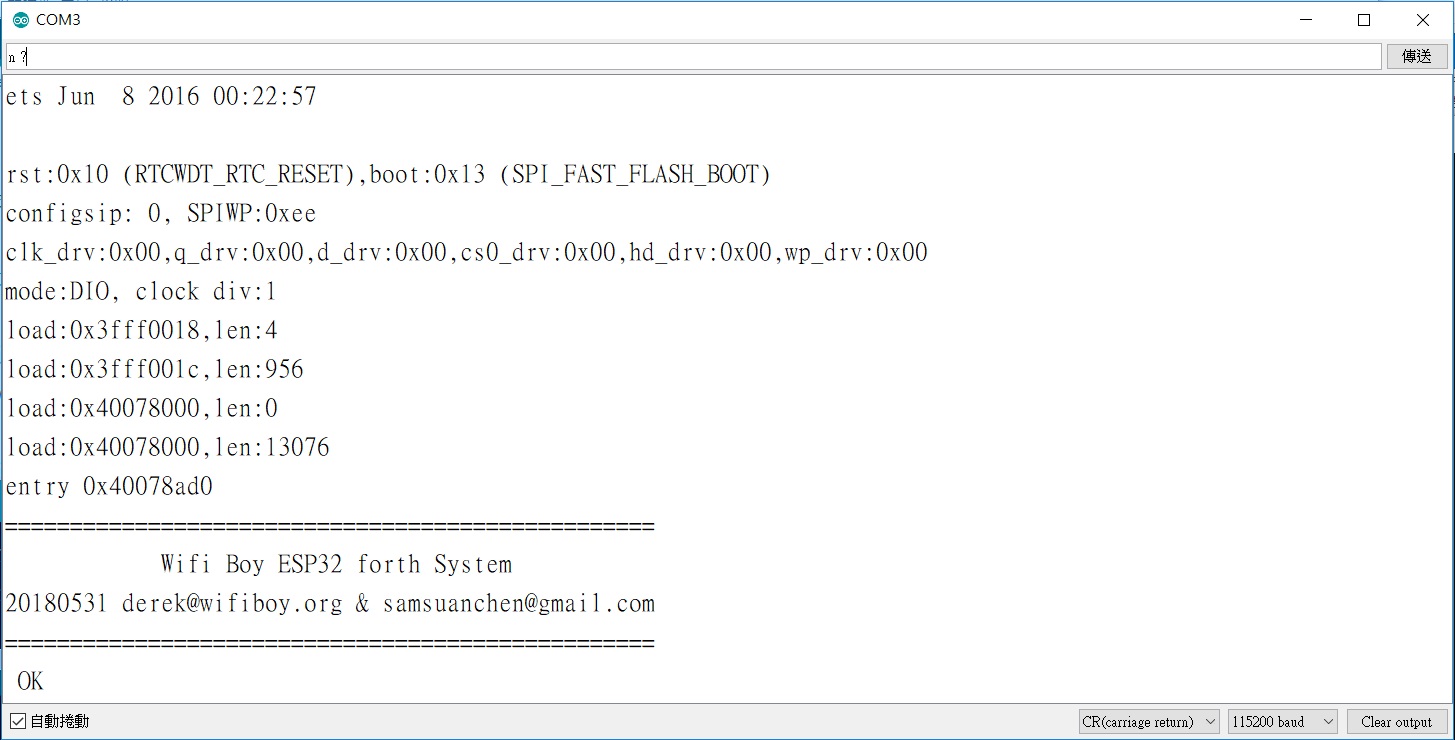 COM3
n ?
傳送
ets Jun  8 2016 00:22:57
rst:0x10 (RTCWDT_RTC_RESET),boot:0x13 (SPI_FAST_FLASH_BOOT)
configsip: 0, SPIWP:0xee
clk_drv:0x00,q_drv:0x00,d_drv:0x00,cs0_drv:0x00,hd_drv:0x00,wp_drv:0x00
mode:DIO, clock div:1
load:0x3fff0018,len:4
load:0x3fff001c,len:956
load:0x40078000,len:0
load:0x40078000,len:13076
entry 0x40078ad0
==================================================
Wifi Boy ESP32 forth System
20180531 derek@wifiboy.org & samsuanchen@gmail.com
==================================================
OK
自動捲動
CR(carriage return)
115200 baud
Clear output